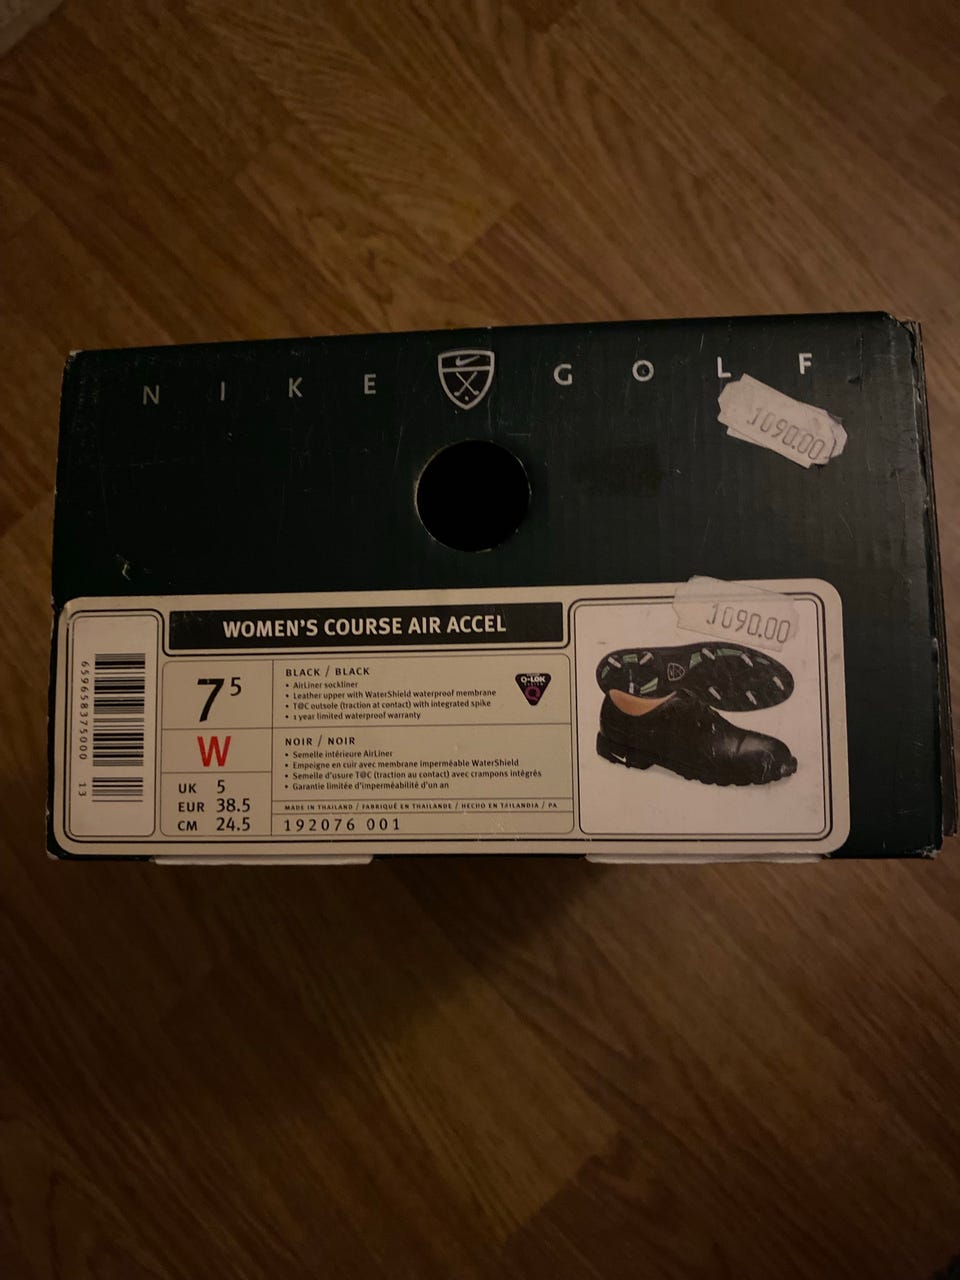 NIKE GOLF
1090.00
1090.00
WOMEN'S COURSE AIR ACCEL
659658375000 13
7⁵
W
UK 5
EUR 38.5
CM 24.5
BLACK / BLACK
• AirLiner sockliner
• Leather upper with WaterShield waterproof membrane
• T@C outsole (traction at contact) with integrated spike
• 1 year limited waterproof warranty
Q-LOK
Q
NOIR / NOIR
• Semelle intérieure AirLiner
• Empeigne en cuir avec membrane imperméable WaterShield
• Semelle d'usure T@C (traction au contact) avec crampons intégrés
• Garantie limitée d'imperméabilité d'un an
MADE IN THAILAND / FABRIQUÉ EN THAILANDE / HECHO EN TAILANDIA / PA
192076 001